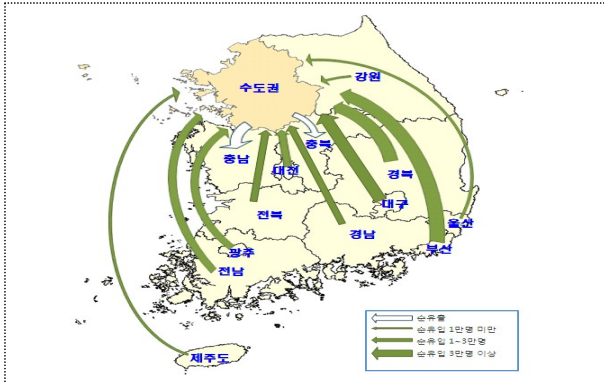 강원
수도권
충북
충남
대전
경북
대구
전북
울산
경남
부산
광주
전남
제주도
순유출
순유입 1만명 미만
순유입 1~3만명
순유입 3만명 이상